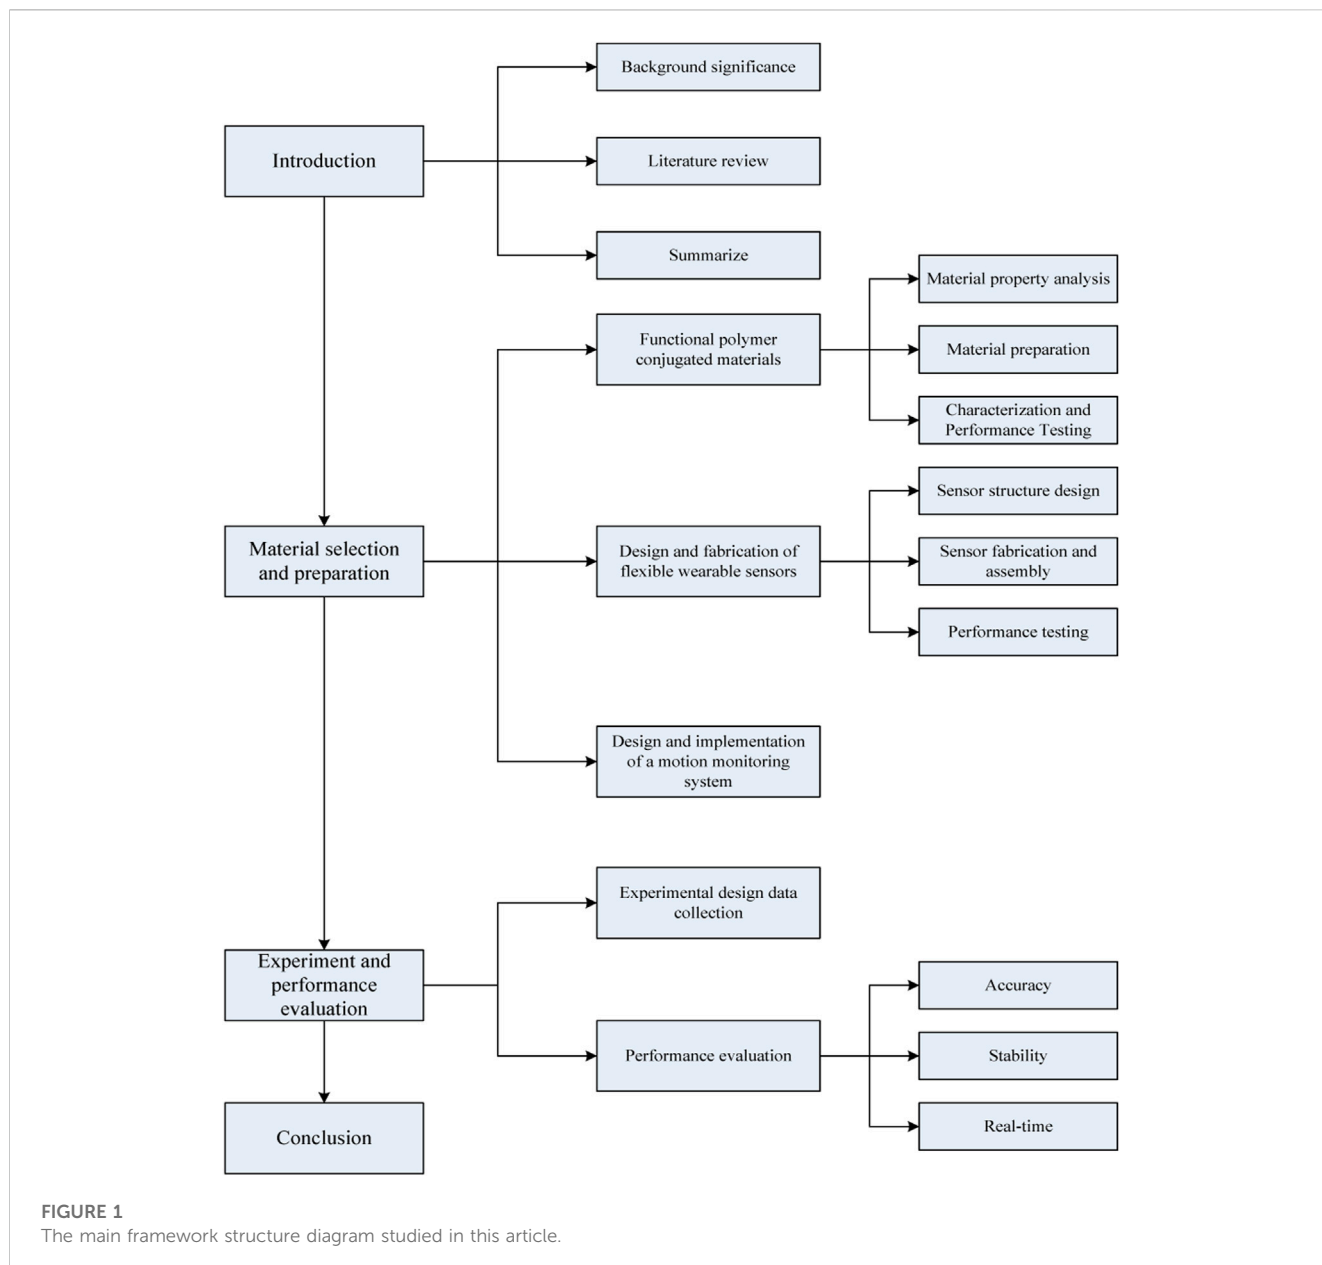 Background significance
Introduction
Literature review
Summarize
Material property analysis
Functional polymer
conjugated materials
Material preparation
Characterization and
Performance Testing
Sensor structure design
Material selection
and preparation
Design and fabrication of
flexible wearable sensors
Sensor fabrication and
assembly
Performance testing
Design and implementation
of a motion monitoring
system
Experimental design data
collection
Experiment and
performance
evaluation
Accuracy
Performance evaluation
Stability
Real-time
Conclusion
FIGURE 1
The main framework structure diagram studied in this article.